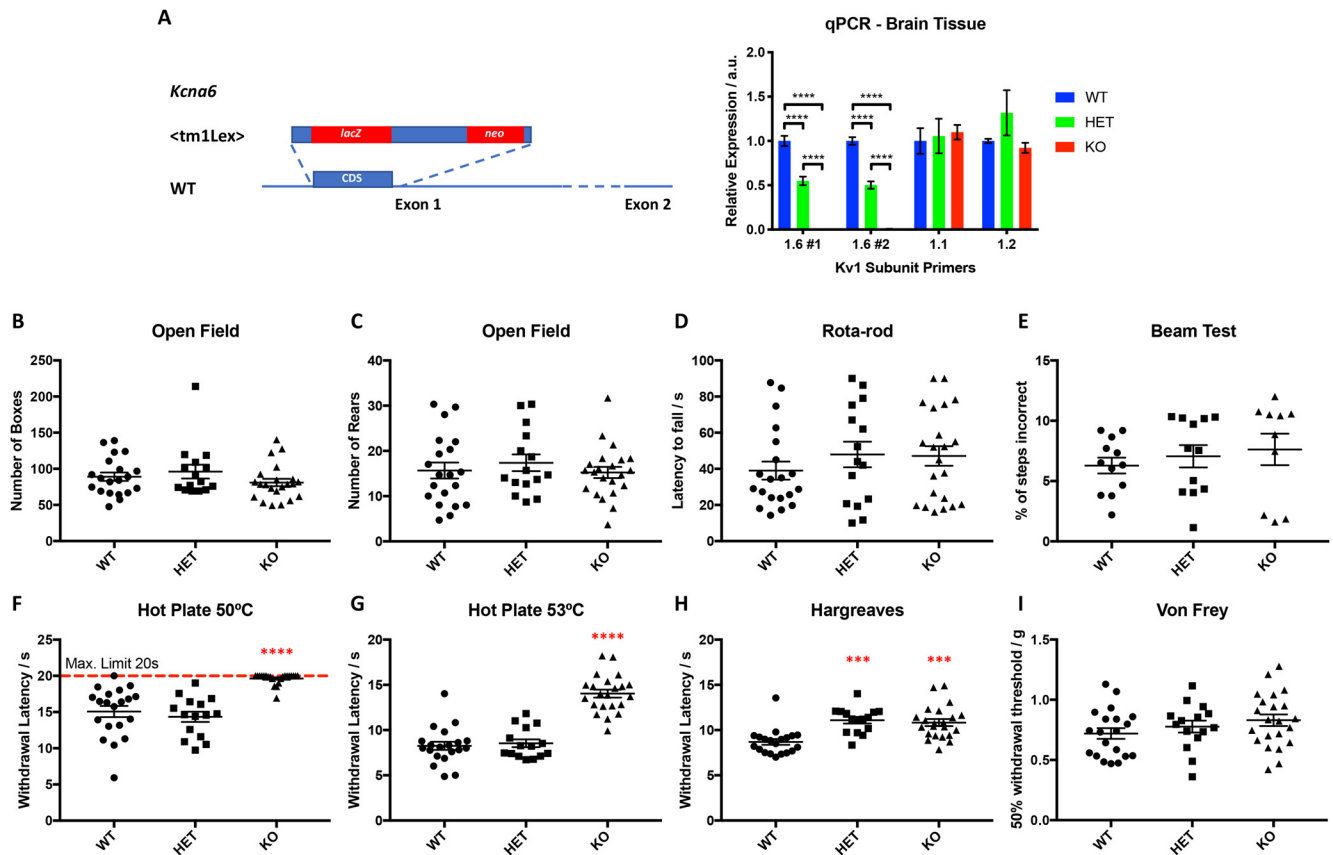 A
Kcna6
<tm1Lex>
WT
lacZ
neo
CDS
Exon 1
Exon 2
qPCR - Brain Tissue
Relative Expression / a.u.
2.0
1.5
1.0
0.5
0.0
**** **** ****
**** **** ****
1.6 #1 1.6 #2 1.1 1.2
Kv1 Subunit Primers
WT
HET
KO
B
Open Field
Number of Boxes
250
200
150
100
50
0
WT HET KO
C
Open Field
Number of Rears
40
30
20
10
0
WT HET KO
D
Rota-rod
Latency to fall / s
100
80
60
40
20
0
WT HET KO
E
Beam Test
% of steps incorrect
15
10
5
0
WT HET KO
F
Hot Plate 50ºC
Withdrawal Latency / s
25
20
15
10
5
0
Max. Limit 20s
****
WT HET KO
G
Hot Plate 53ºC
Withdrawal Latency / s
20
15
10
5
0
****
WT HET KO
H
Hargreaves
Withdrawal Latency / s
20
15
10
5
0
*** ***
WT HET KO
I
Von Frey
50% withdrawal threshold / g
1.5
1.0
0.5
0.0
WT HET KO